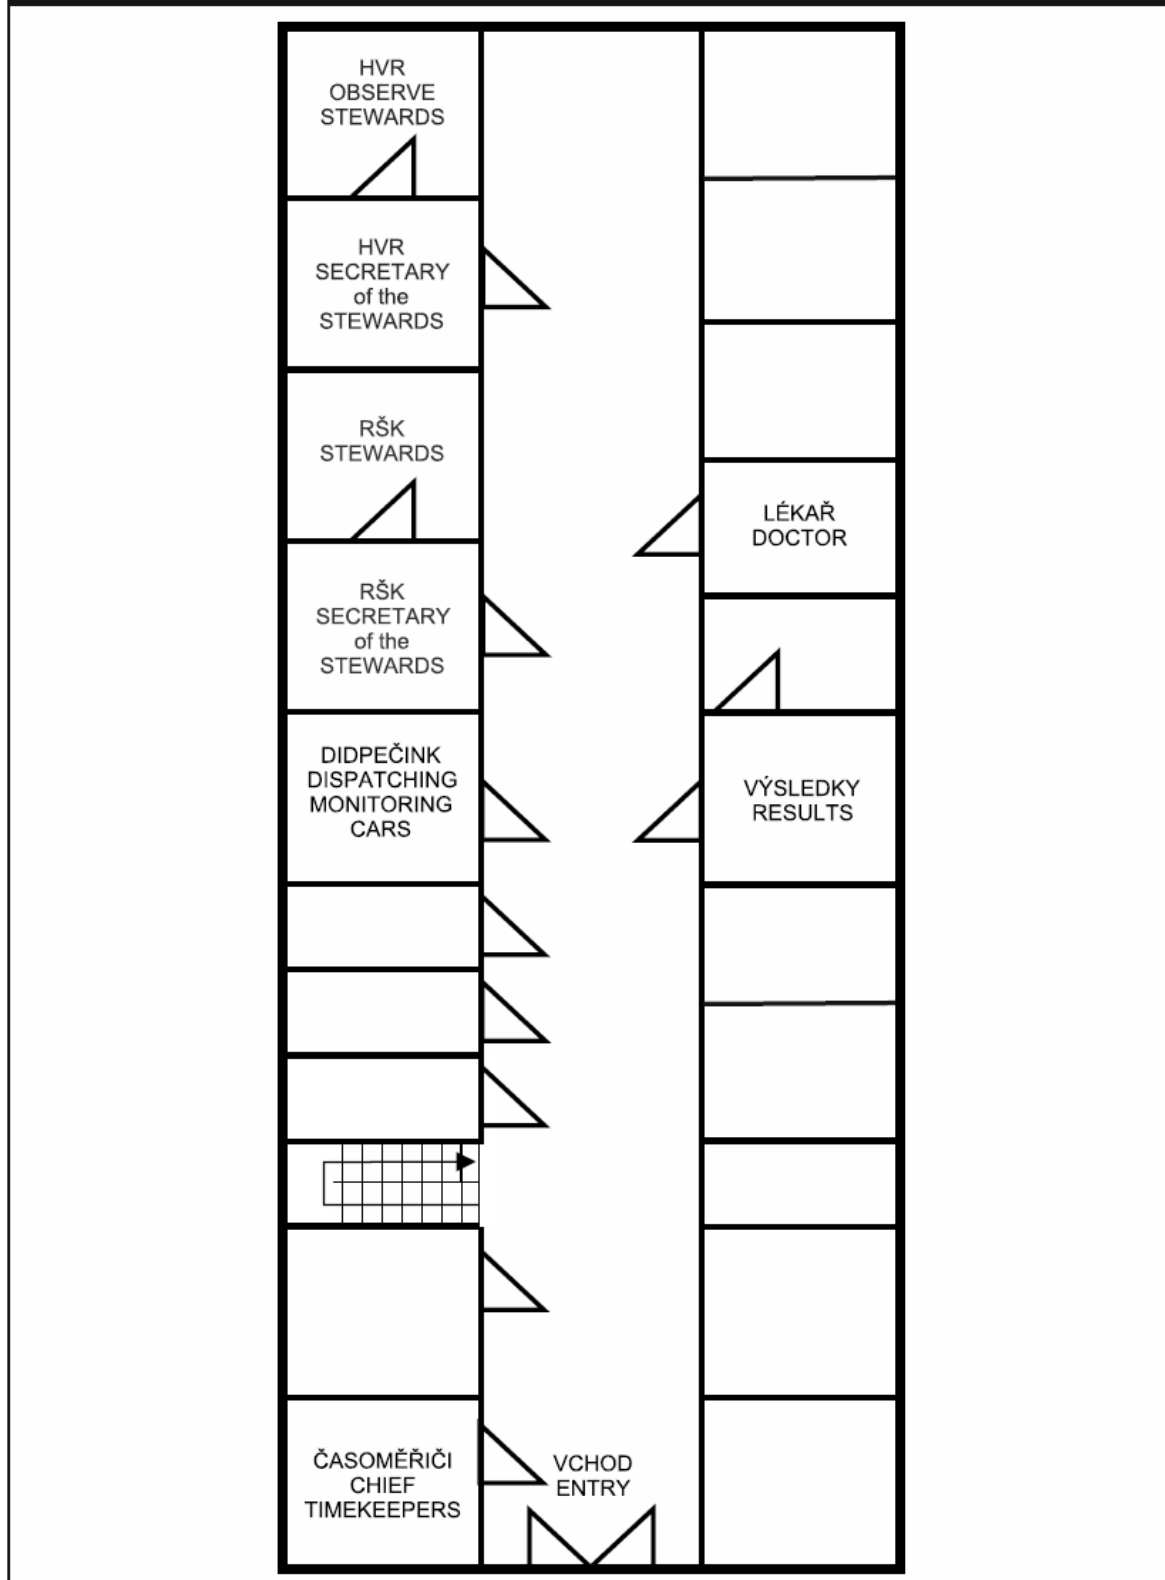 HVR
OBSERVE
STEWARDS
HVR
SECRETARY
of the
STEWARDS
RŠK
STEWARDS
LÉKAŘ
DOCTOR
RŠK
SECRETARY
of the
STEWARDS
DIDPEČINK
DISPATCHING
MONITORING
CARS
VÝSLEDKY
RESULTS
ČASOMĚŘIČI
CHIEF
TIMEKEEPERS
VCHOD
ENTRY